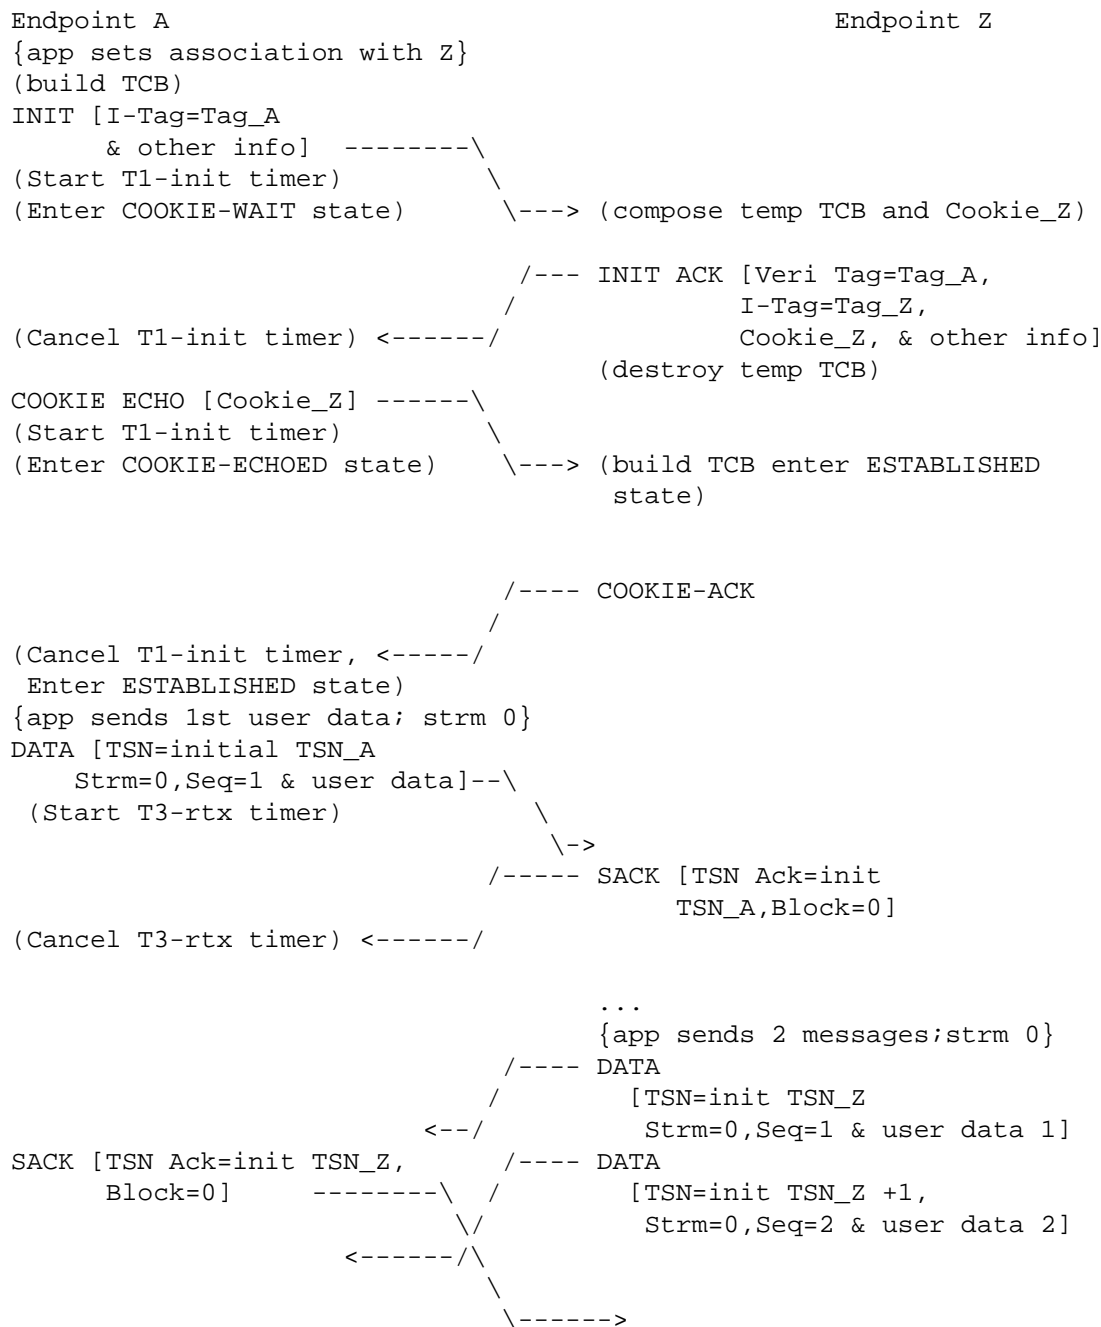 Endpoint A                                          Endpoint Z
{app sets association with Z}
(build TCB)
INIT [I-Tag=Tag_A
      & other info]  --------\
(Start T1-init timer)         \
(Enter COOKIE-WAIT state)      \---> (compose temp TCB and Cookie_Z)

                                /--- INIT ACK [Veri Tag=Tag_A,
                               /              I-Tag=Tag_Z,
(Cancel T1-init timer) <------/               Cookie_Z, & other info]
                                     (destroy temp TCB)
COOKIE ECHO [Cookie_Z] ------\
(Start T1-init timer)         \
(Enter COOKIE-ECHOED state)    \---> (build TCB enter ESTABLISHED
                                      state)

                               /---- COOKIE-ACK
                              /
(Cancel T1-init timer, <-----/
 Enter ESTABLISHED state)
{app sends 1st user data; strm 0}
DATA [TSN=initial TSN_A
    Strm=0,Seq=1 & user data]--\
 (Start T3-rtx timer)            \
                                  \->
                              /----- SACK [TSN Ack=init
                                          TSN_A,Block=0]
(Cancel T3-rtx timer) <------/

                                     ...
                                     {app sends 2 messages;strm 0}
                               /---- DATA
                              /        [TSN=init TSN_Z
                          <--/          Strm=0,Seq=1 & user data 1]
SACK [TSN Ack=init TSN_Z,      /---- DATA
      Block=0]     --------\  /        [TSN=init TSN_Z +1,
                            \/          Strm=0,Seq=2 & user data 2]
                     <------/\
                              \
                               \------>